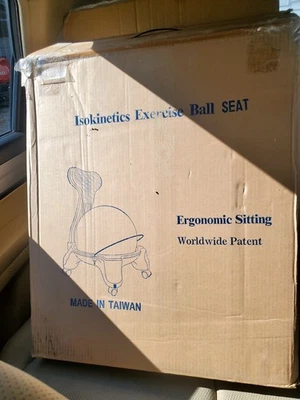 Isokinetics Exercise Ball SEAT
Ergonomic Sitting
Worldwide Patent
MADE IN TAIWAN